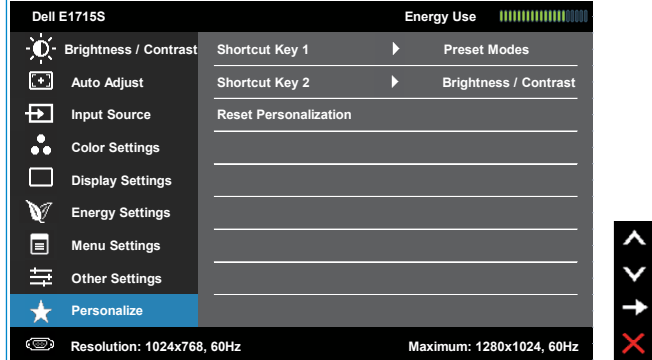 Dell E1715S Energy Use
Brightness / Contrast Shortcut Key 1 Preset Modes
Auto Adjust Shortcut Key 2 Brightness / Contrast
Input Source Reset Personalization
Color Settings
Display Settings
Energy Settings
Menu Settings
Other Settings
Personalize
Resolution: 1024x768, 60Hz Maximum: 1280x1024, 60Hz